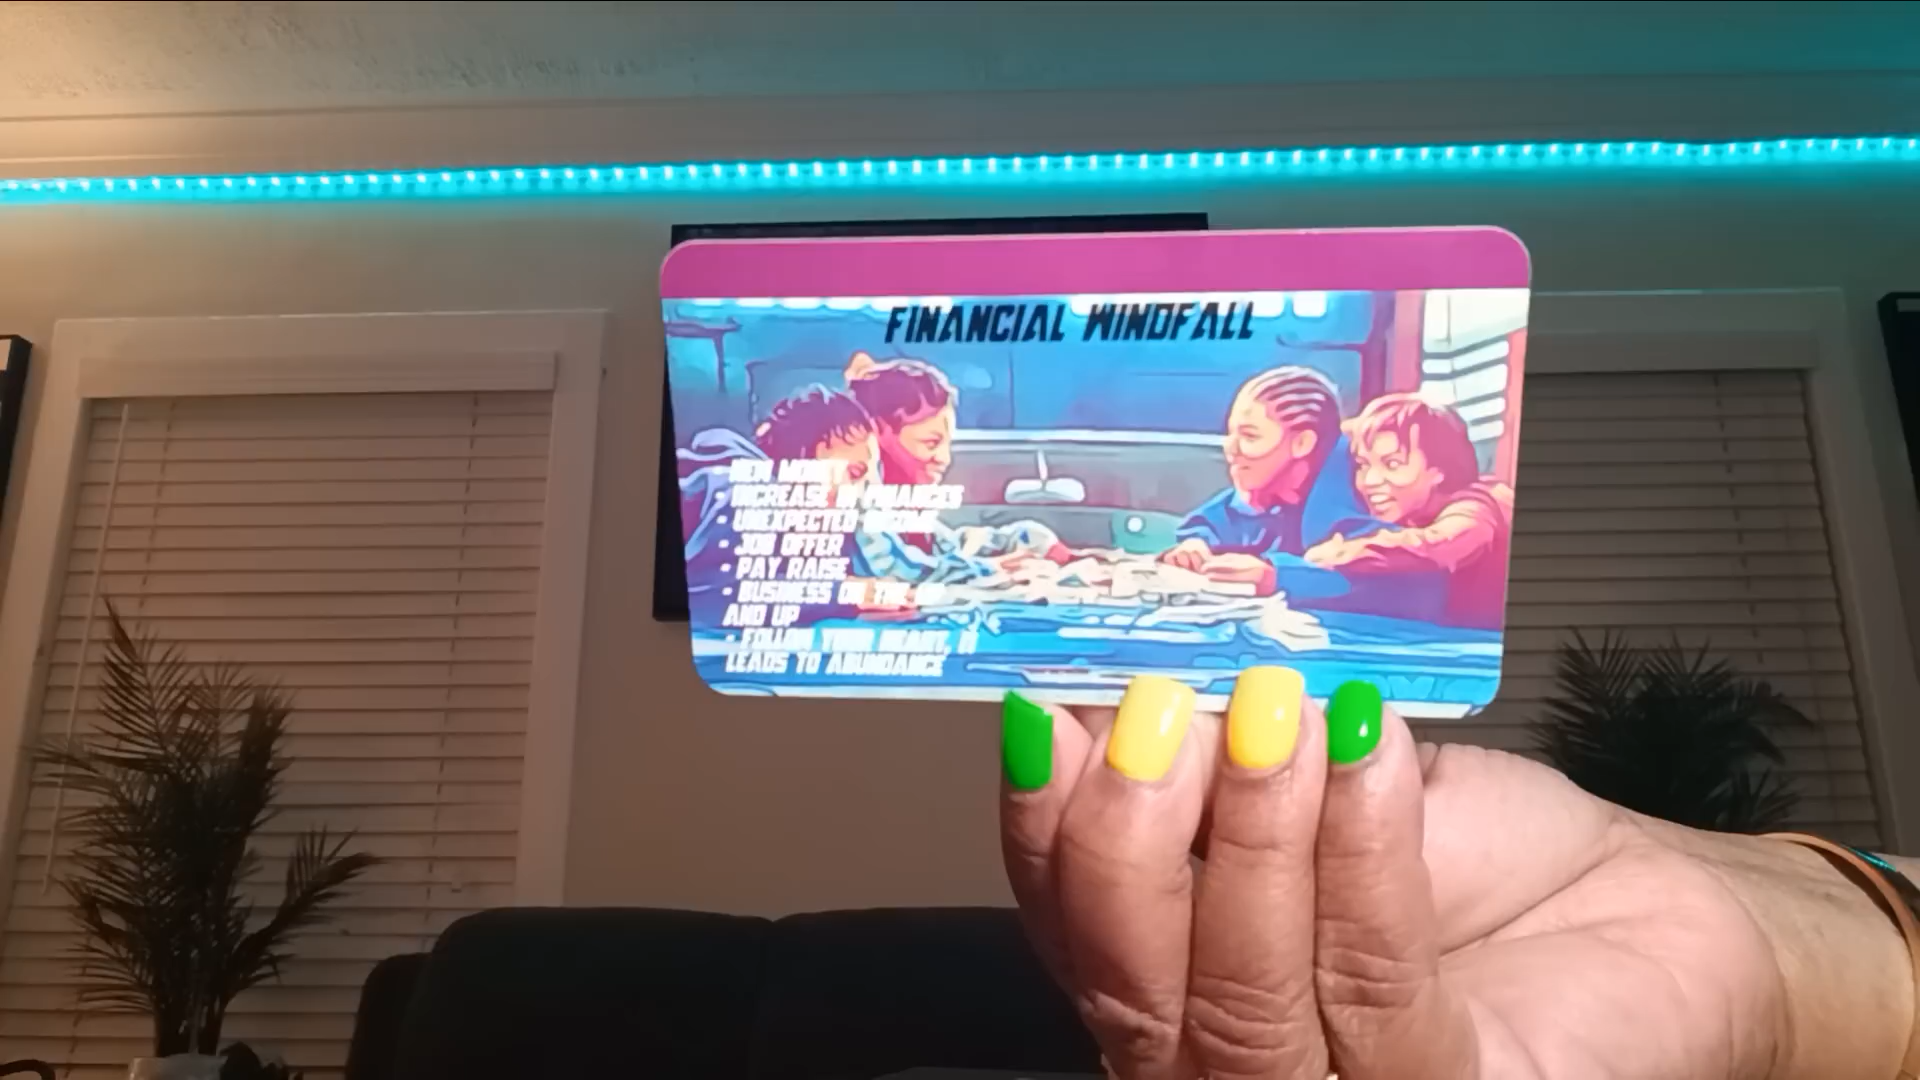 FINANCIAL WINDFALL
- NEW MONEY
- INCREASE IN FINANCES
- UNEXPECTED INCOME
- JOB OFFER
- PAY RAISE
- BUSINESS ON THE UP
AND UP
- FOLLOW YOUR HEART, IT
LEADS TO ABUNDANCE